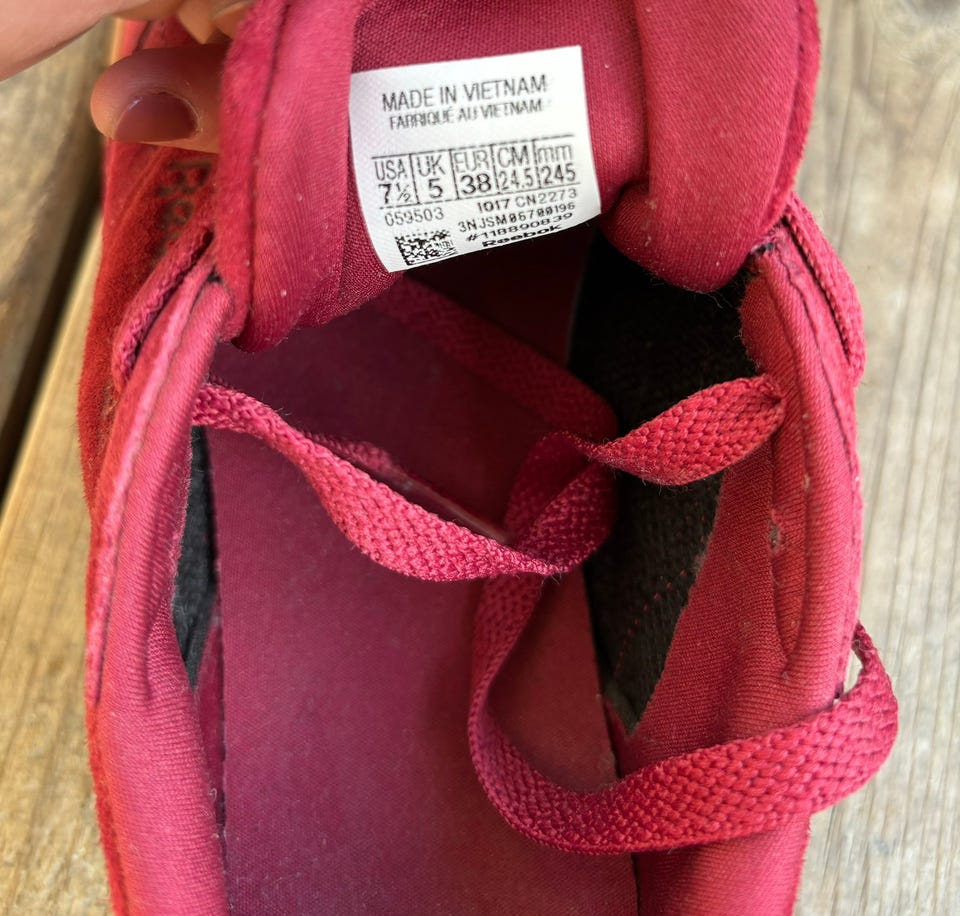 MADE IN VIETNAM
FABRIQUÉ AU VIETNAM
USA UK EUR CM mm
7½ 5 38 24.5 245
059503 1017 CN2273
3NJSM06700196
#118890839
Reebok